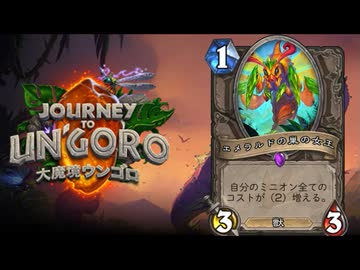 JOURNEY
TO
UN'GORO
大魔境ウンゴロ
1
エメラルドの巣の女王
自分のミニオン全ての
コストが（2）増える。
3
獣
3